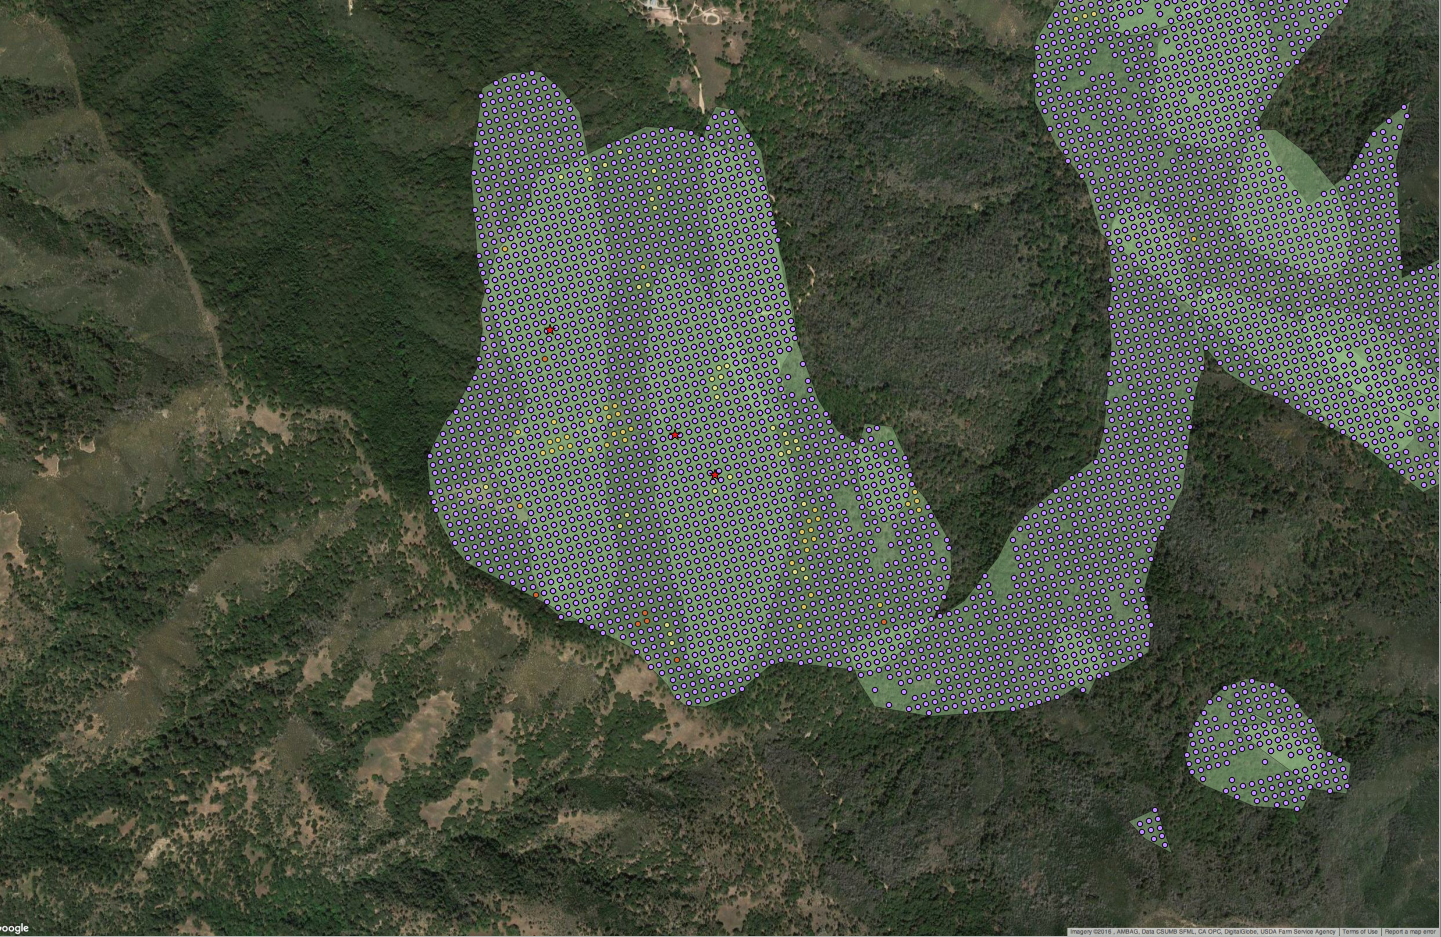 oogle
Imagery ©2016 , AMBAG, Data CSUMB SFML, CA OPC, DigitalGlobe, USDA Farm Service Agency | Terms of Use | Report a map error